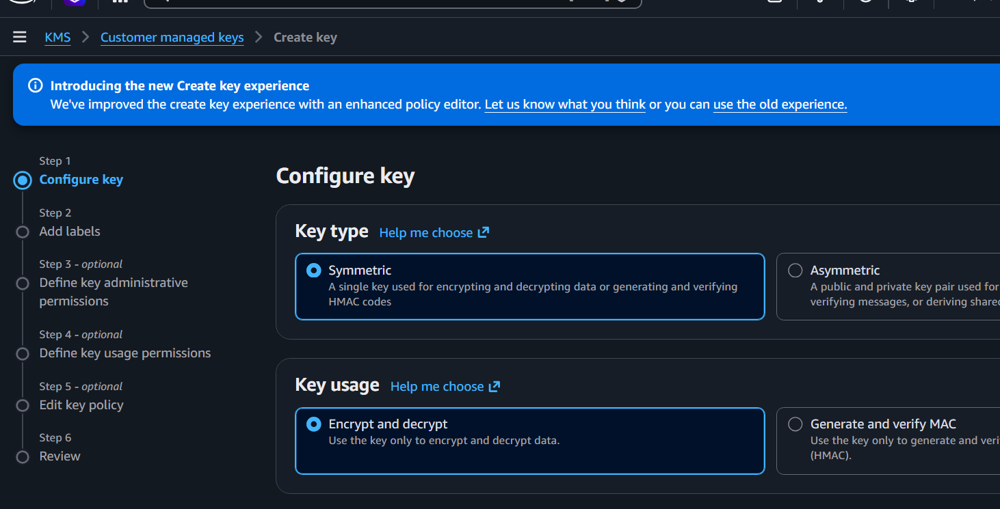 KMS > Customer managed keys > Create key
Introducing the new Create key experience
We've improved the create key experience with an enhanced policy editor. Let us know what you think or you can use the old experience.
Step 1
Configure key
Step 2
Add labels
Step 3 - optional
Define key administrative
permissions
Step 4 - optional
Define key usage permissions
Step 5 - optional
Edit key policy
Step 6
Review
Configure key
Key type Help me choose
Symmetric
A single key used for encrypting and decrypting data or generating and verifying
HMAC codes
Asymmetric
A public and private key pair used for
verifying messages, or deriving
Key usage Help me choose
Encrypt and decrypt
Use the key only to encrypt and decrypt data.
Generate and verify MAC
Use the key only to generate and
(HMAC).